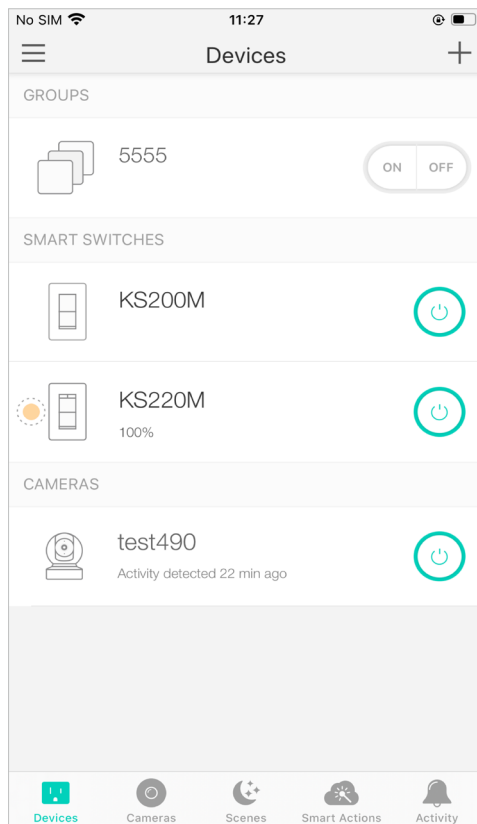 No SIM 11:27
Devices
GROUPS
5555
ON OFF
SMART SWITCHES
KS200M
KS220M
100%
CAMERAS
test490
Activity detected 22 min ago
Devices Cameras Scenes Smart Actions Activity